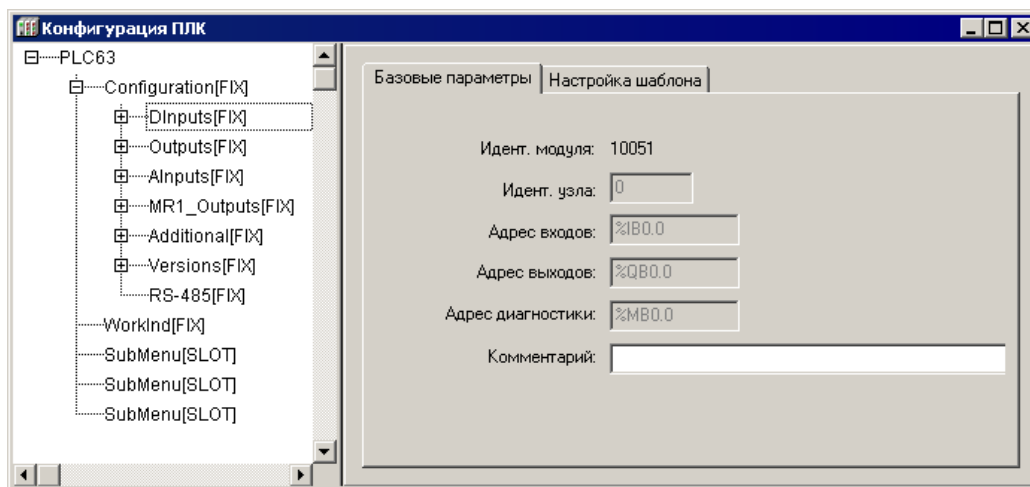 Конфигурация ПЛК
PLC63
Configuration[FIX]
DInputs[FIX]
Outputs[FIX]
AInputs[FIX]
MR1_Outputs[FIX]
Additional[FIX]
Versions[FIX]
RS-485[FIX]
WorkInd[FIX]
SubMenu[SLOT]
SubMenu[SLOT]
SubMenu[SLOT]
Базовые параметры Настройка шаблона
Идент. модуля: 10051
Идент. узла: 0
Адрес входов: %IB0.0
Адрес выходов: %QB0.0
Адрес диагностики: %MB0.0
Комментарий: